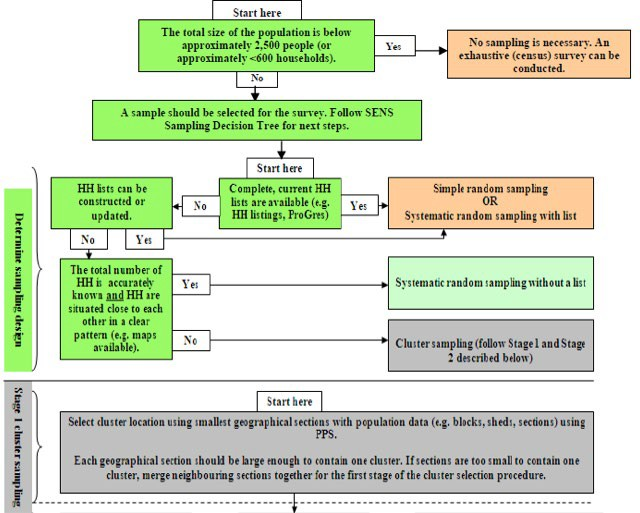 Start here
The total size of the population is below
approximately 2,500 people (or
approximately <600 households).
Yes
No sampling is necessary. An
exhaustive (census) survey can be
conducted.
No
A sample should be selected for the survey. Follow SENS
Sampling Decision Tree for next steps.
Start here
HH lists can be
constructed or
updated.
No
Complete, current HH
lists are available (e.g.
HH listings, ProGres)
Yes
Simple random sampling
OR
Systematic random sampling with list
No
Yes
Determine sampling design
The total number of
HH is accurately
known and HH are
situated close to each
other in a clear
pattern (e.g. maps
available).
Yes
Systematic random sampling without a list
No
Cluster sampling (follow Stage 1 and Stage
2 described below)
Stage 1 cluster sampling
Start here
Select cluster location using smallest geographical sections with population data (e.g. blocks, sheds, sections) using
PPS.
Each geographical section should be large enough to contain one cluster. If sections are too small to contain one
cluster, merge neighbouring sections together for the first stage of the cluster selection procedure.